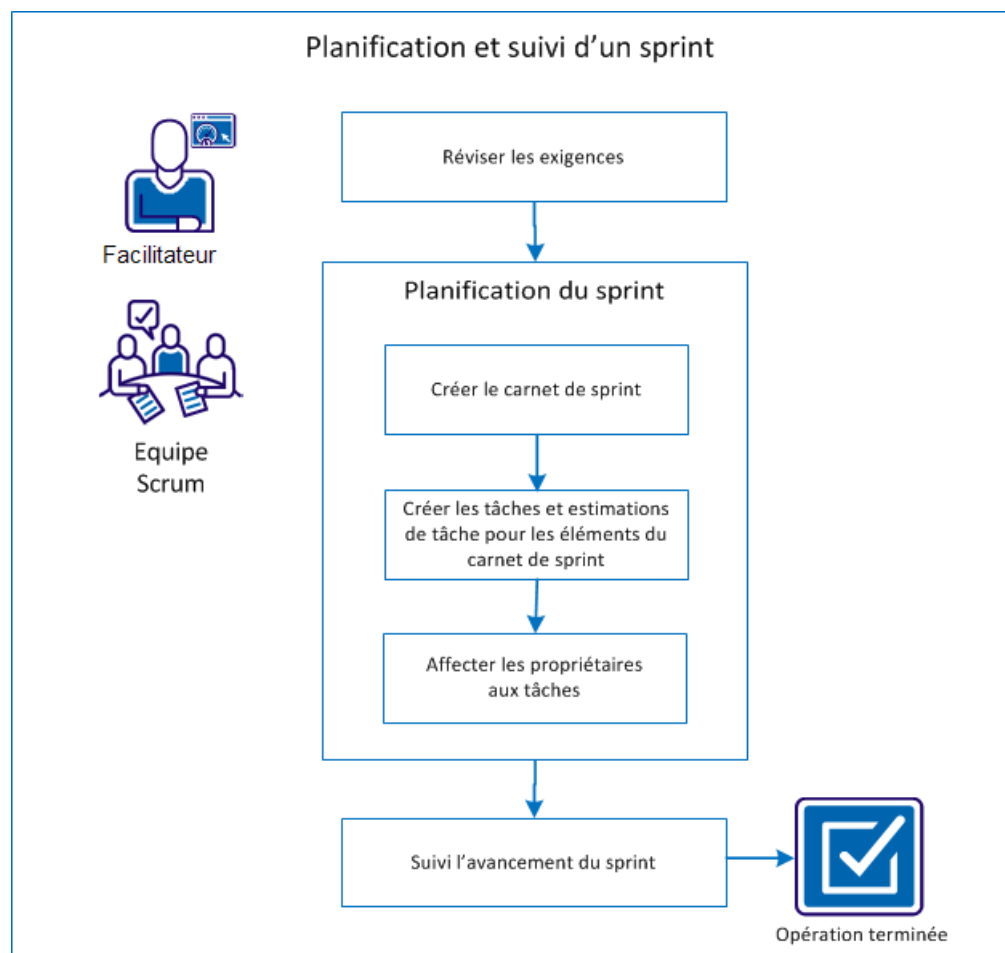 Planification et suivi d'un sprint
Réviser les exigences
Facilitateur
Planification du sprint
Créer le carnet de sprint
Equipe
Scrum
Créer les tâches et estimations
de tâche pour les éléments du
carnet de sprint
Affecter les propriétaires
aux tâches
Suivi l'avancement du sprint
Opération terminée